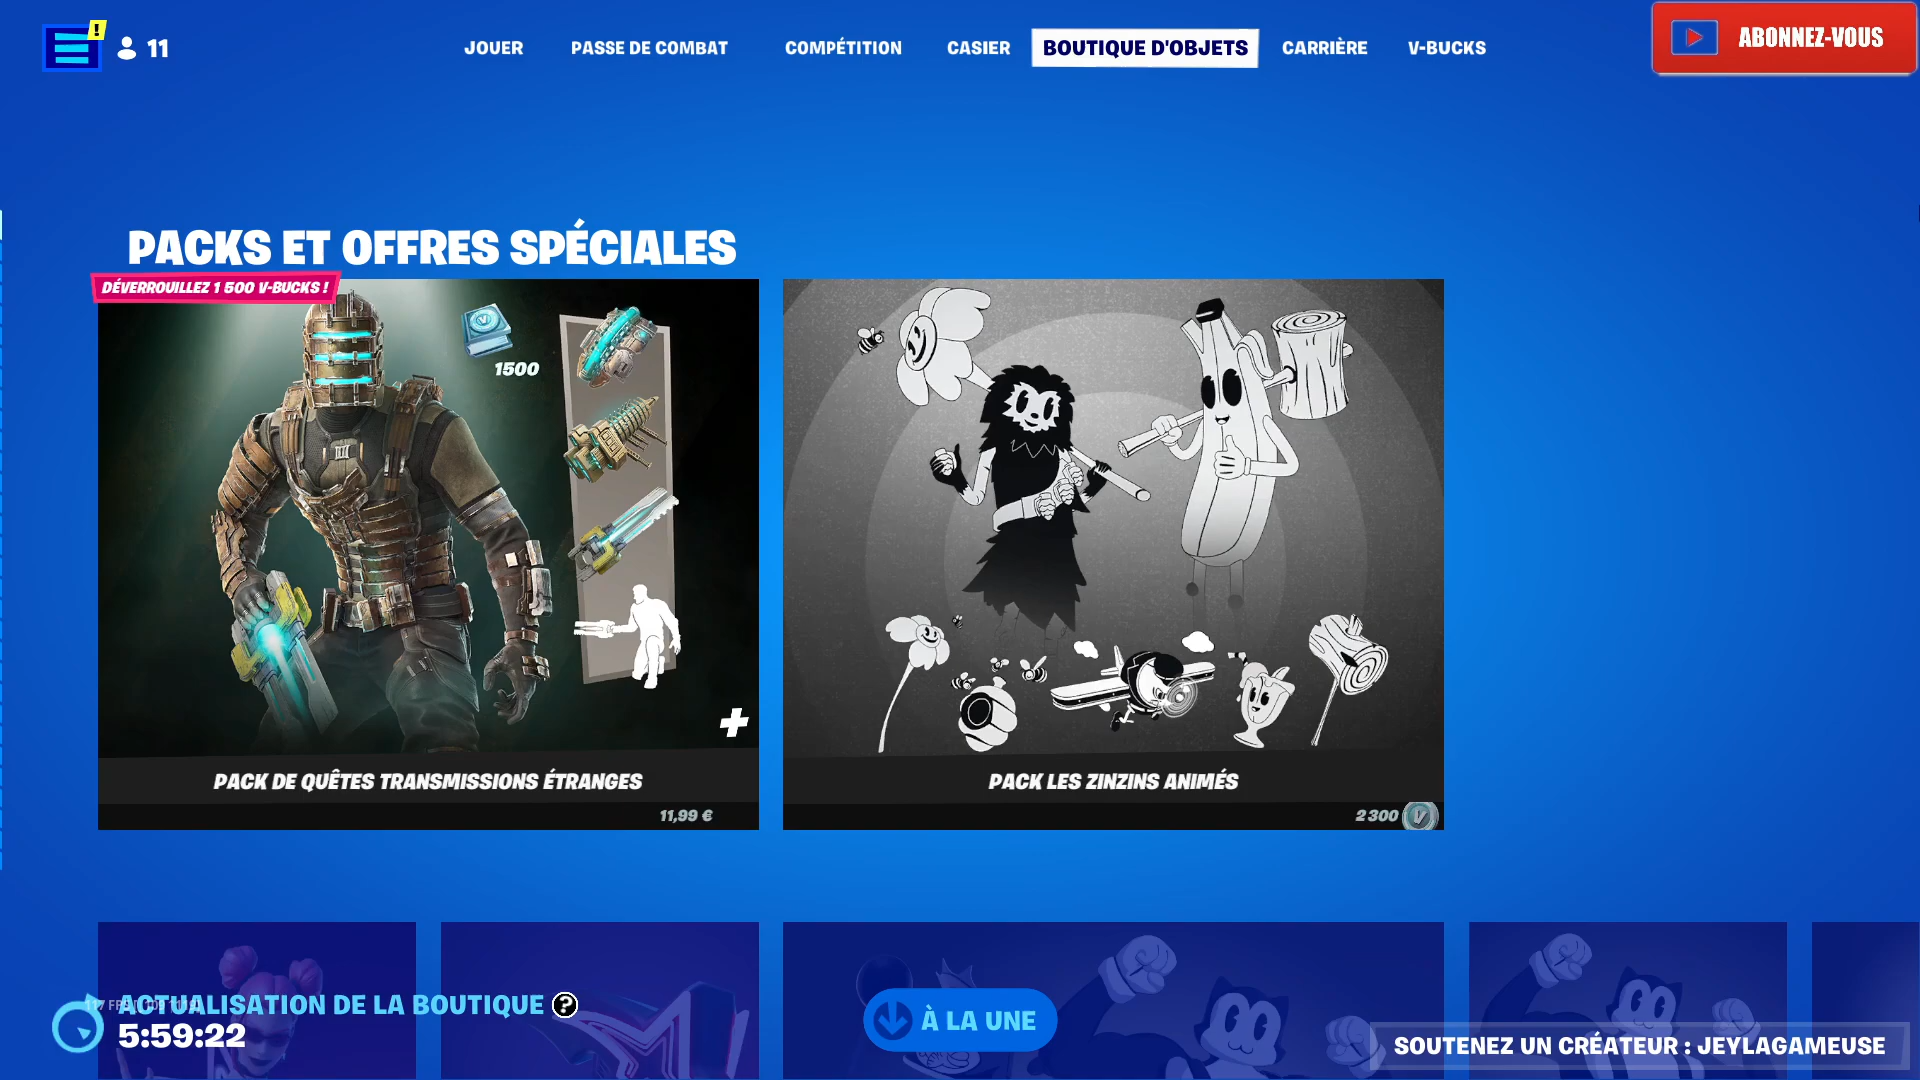 !
11
JOUER
PASSE DE COMBAT
COMPÉTITION
CASIER
BOUTIQUE D'OBJETS
CARRIÈRE
V-BUCKS
ABONNEZ-VOUS
PACKS ET OFFRES SPÉCIALES
DÉVERROUILLEZ 1 500 V-BUCKS !
1500
PACK DE QUÊTES TRANSMISSIONS ÉTRANGES
11,99 €
PACK LES ZINZINS ANIMÉS
2 300
ACTUALISATION DE LA BOUTIQUE ?
5:59:22
À LA UNE
SOUTENEZ UN CRÉATEUR : JEYLAGAMEUSE